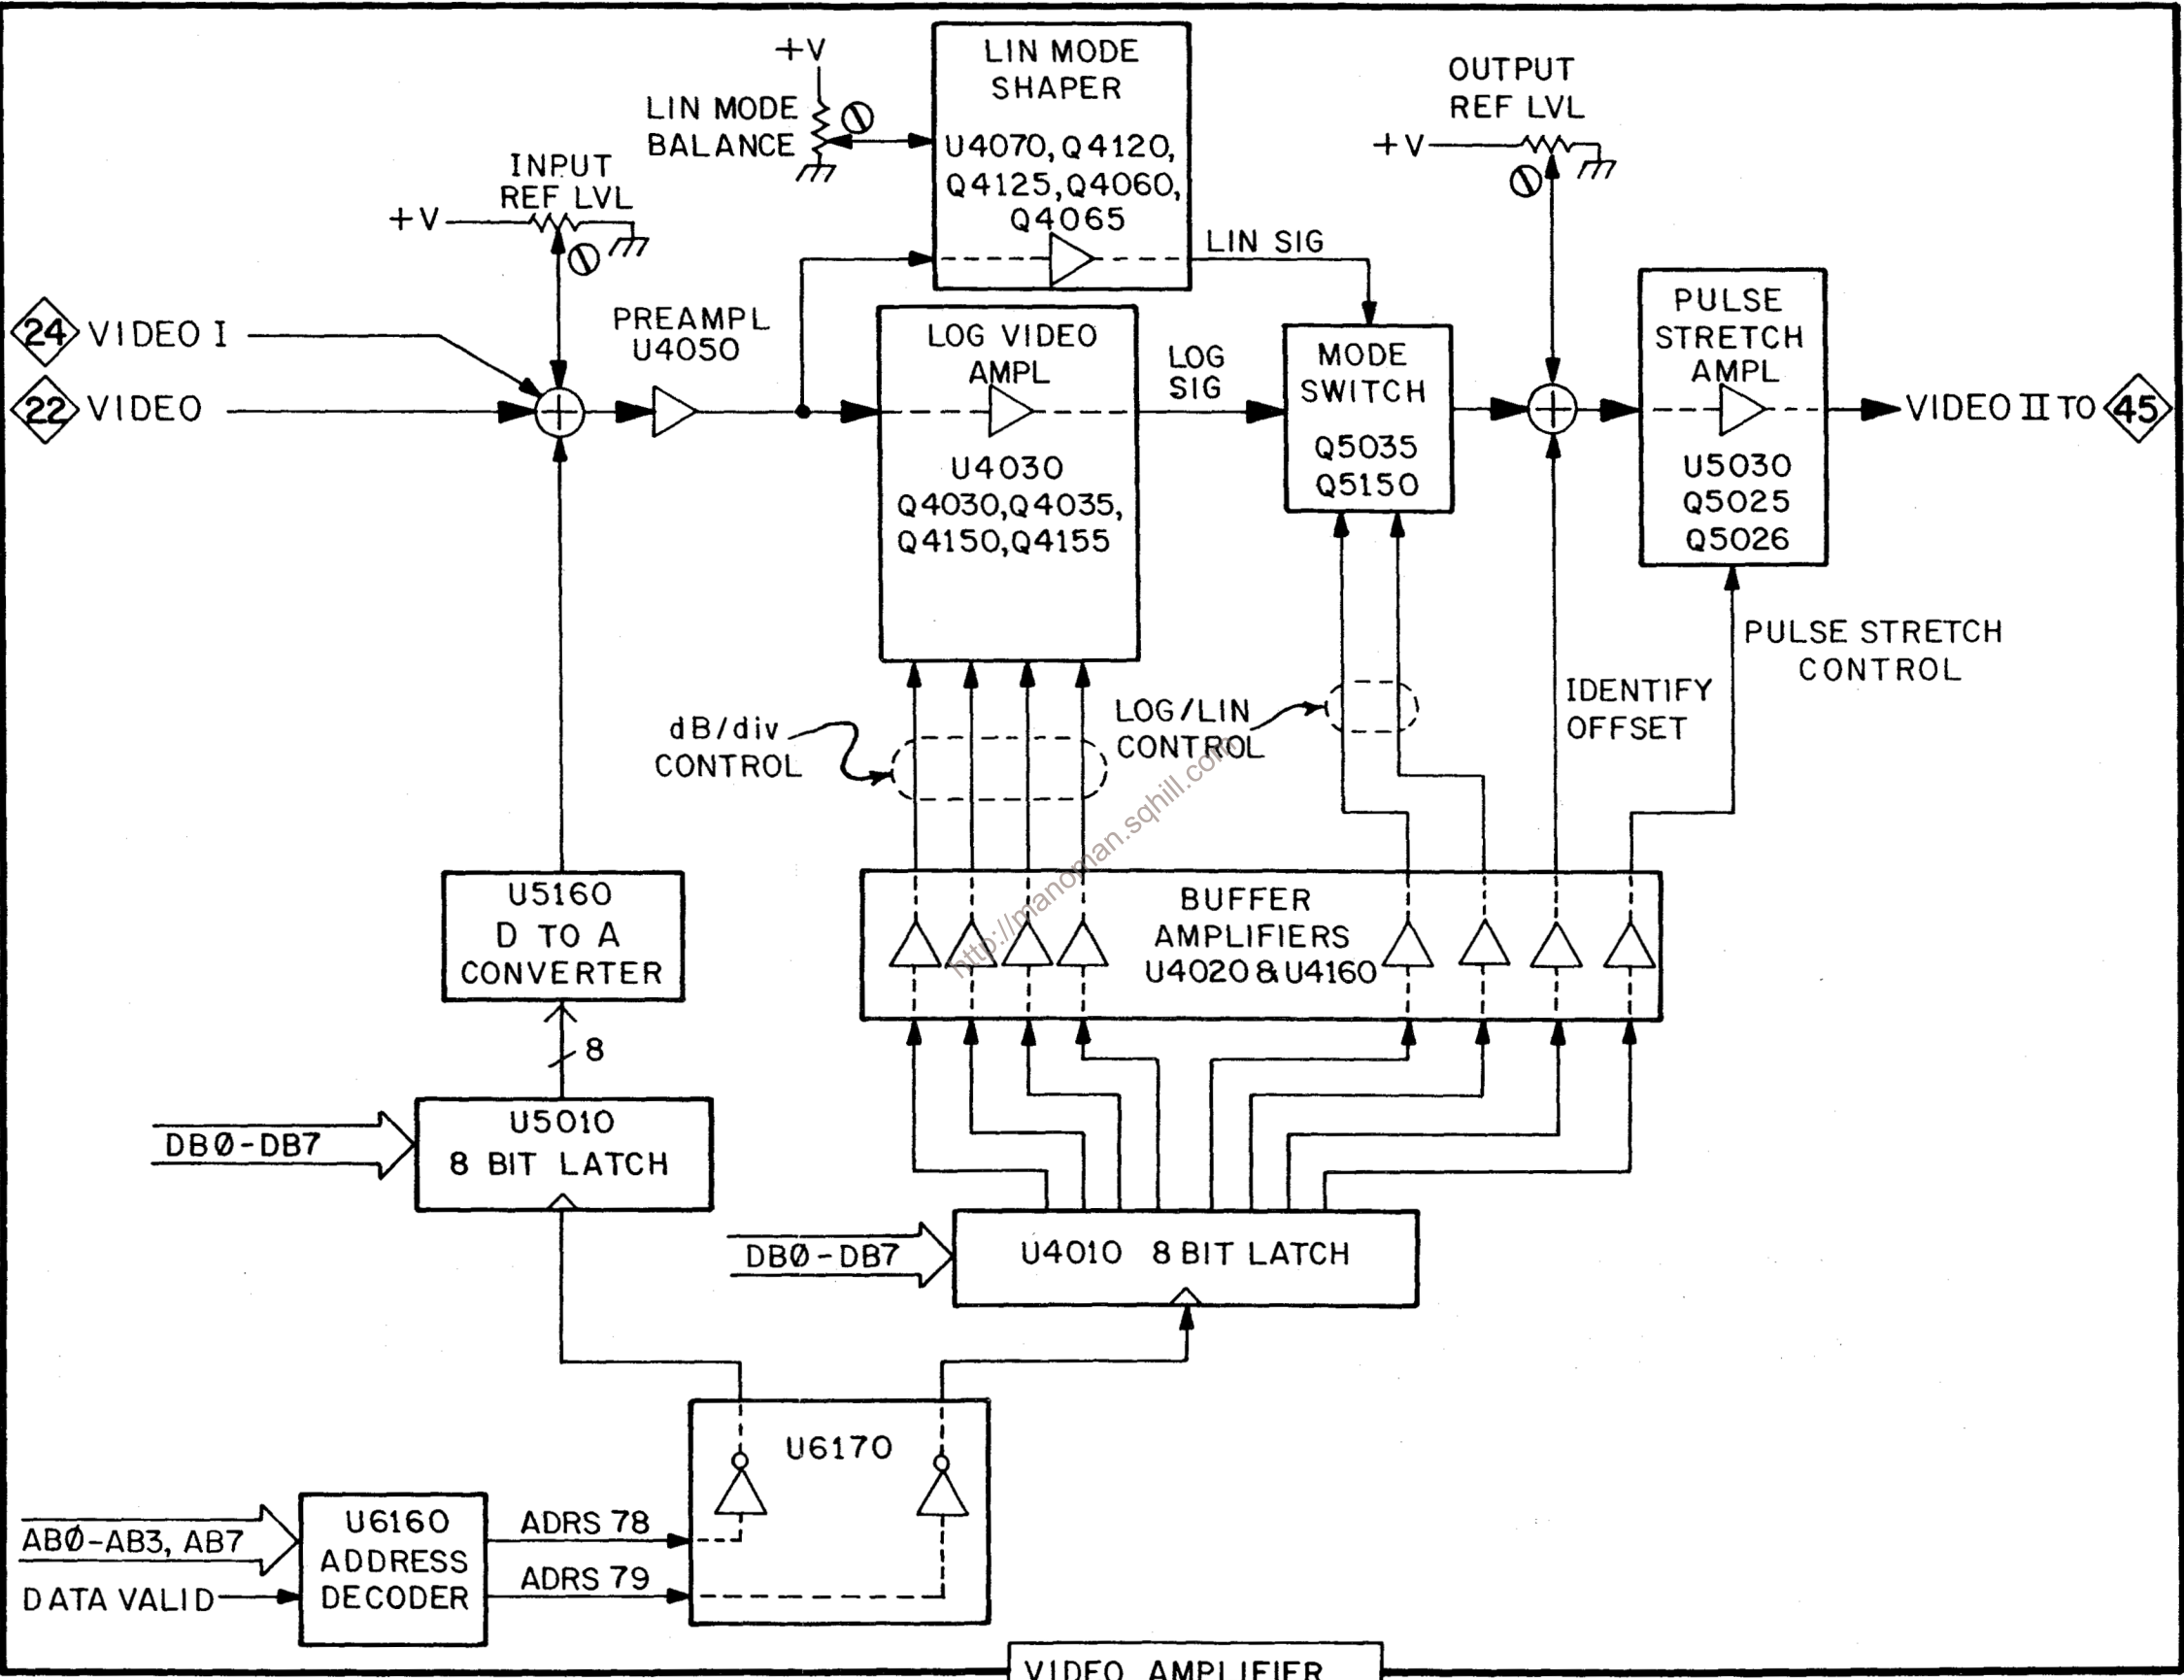 +V
LIN MODE
BALANCE
LIN MODE
SHAPER
U4070, Q4120,
Q4125, Q4060,
Q4065
OUTPUT
REF LVL
+V
INPUT
REF LVL
+V
LIN SIG
24 VIDEO I
22 VIDEO
PREAMPL
U4050
LOG VIDEO
AMPL
U4030
Q4030, Q4035,
Q4150, Q4155
LOG
SIG
MODE
SWITCH
Q5035
Q5150
PULSE
STRETCH
AMPL
U5030
Q5025
Q5026
VIDEO II TO 45
PULSE STRETCH
CONTROL
IDENTIFY
OFFSET
dB/div
CONTROL
LOG/LIN
CONTROL
http://manoman.sqhill.com
U5160
D TO A
CONVERTER
BUFFER
AMPLIFIERS
U4020 & U4160
8
DBØ-DB7
U5010
8 BIT LATCH
DBØ-DB7
U4010 8 BIT LATCH
U6170
ABØ-AB3, AB7
DATA VALID
U6160
ADDRESS
DECODER
ADRS 78
ADRS 79
VIDEO AMPLIFIER